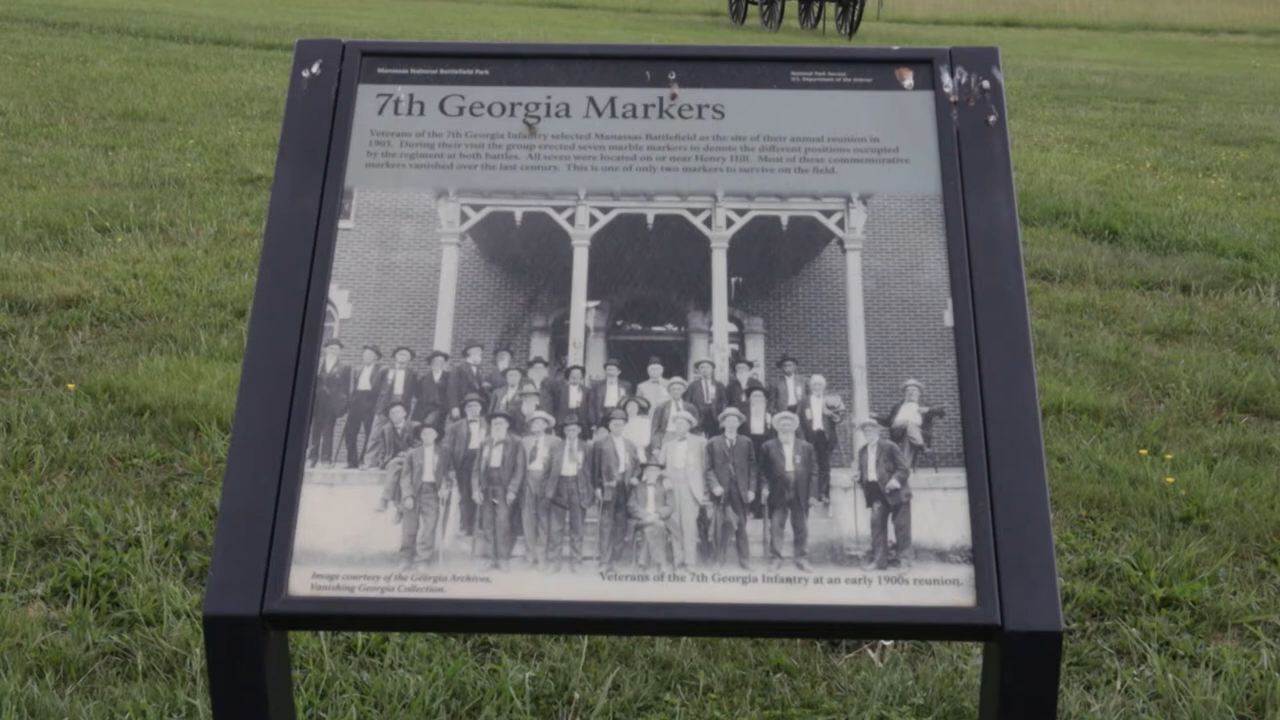 Manassas National Battlefield Park
National Park Service
U.S. Department of the Interior
7th Georgia Markers
Veterans of the 7th Georgia Infantry selected Manassas Battlefield as the site of their annual reunion in
1905. During their visit the group erected seven marble markers to denote the different positions occupied
by the regiment at both battles. All seven were located on or near Henry Hill. Most of these commemorative
markers vanished over the last century. This is one of only two markers to survive on the field.
Image courtesy of the Georgia Archives,
Vanishing Georgia Collection.
Veterans of the 7th Georgia Infantry at an early 1900s reunion.